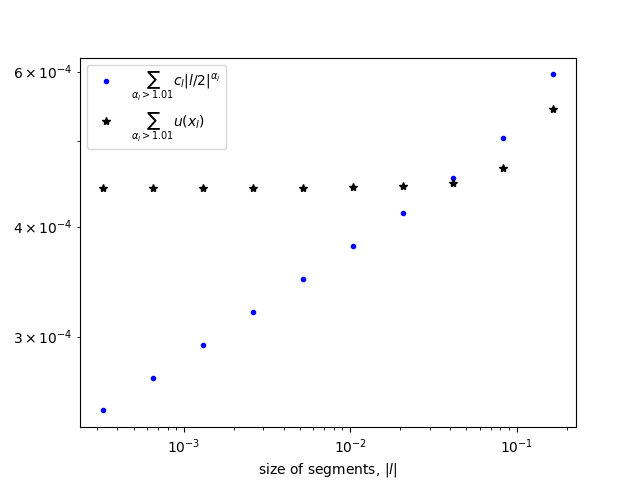 6 × 10⁻⁴
∑ c_l|l/2|^{α_l}
α_l>1.01
∑ u(x_l)
α_l>1.01
4 × 10⁻⁴
3 × 10⁻⁴
10⁻³ 10⁻² 10⁻¹
size of segments, |l|